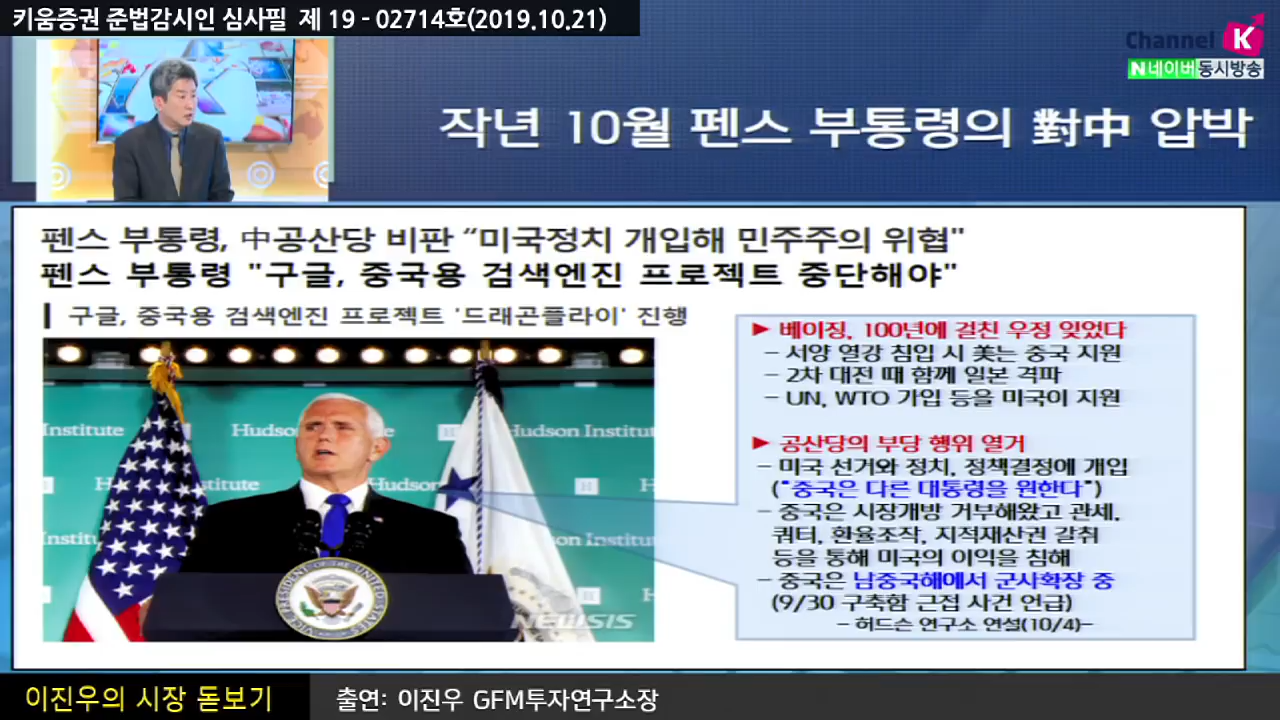 키움증권 준법감시인 심사필 제 19 - 02714호(2019.10.21)
Channel K
N네이버 동시방송
작년 10월 펜스 부통령의 對中 압박
펜스 부통령, 中공산당 비판 “미국정치 개입해 민주주의 위협"
펜스 부통령 "구글, 중국용 검색엔진 프로젝트 중단해야"
구글, 중국용 검색엔진 프로젝트 '드래곤플라이' 진행
▶ 베이징, 100년에 걸친 우정 잊었다
- 서양 열강 침입 시 美는 중국 지원
- 2차 대전 때 함께 일본 격파
- UN, WTO 가입 등을 미국이 지원
▶ 공산당의 부당 행위 열거
- 미국 선거와 정치, 정책결정에 개입
("중국은 다른 대통령을 원한다")
- 중국은 시장개방 거부해왔고 관세,
쿼터, 환율조작, 지적재산권 갈취
등을 통해 미국의 이익을 침해
- 중국은 남중국해에서 군사확장 중
(9/30 구축함 근접 사건 언급)
- 허드슨 연구소 연설(10/4)-
Institute
Hudson
Hudson Institut
Institute
Hudson
Instit
Institute
PRESIDENT OF THE UNITED
VICE
NEWSIS
이진우의 시장 돋보기
출연: 이진우 GFM투자연구소장